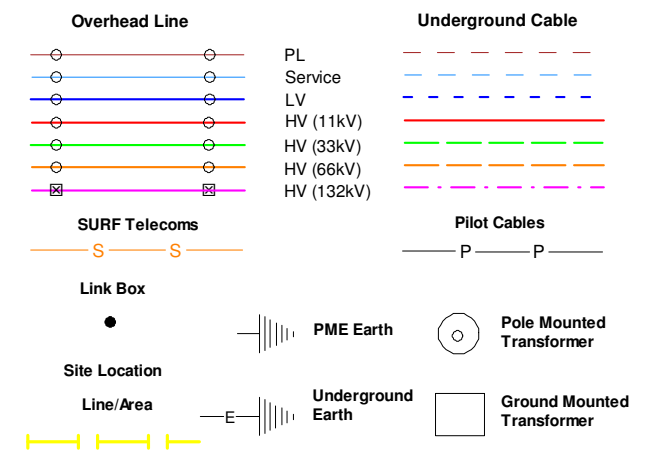 Overhead Line
Underground Cable
PL
Service
LV
HV (11kV)
HV (33kV)
HV (66kV)
HV (132kV)
SURF Telecoms
Pilot Cables
S S
P P
Link Box
PME Earth
Pole Mounted
Transformer
Site Location
Line/Area
E
Underground
Earth
Ground Mounted
Transformer